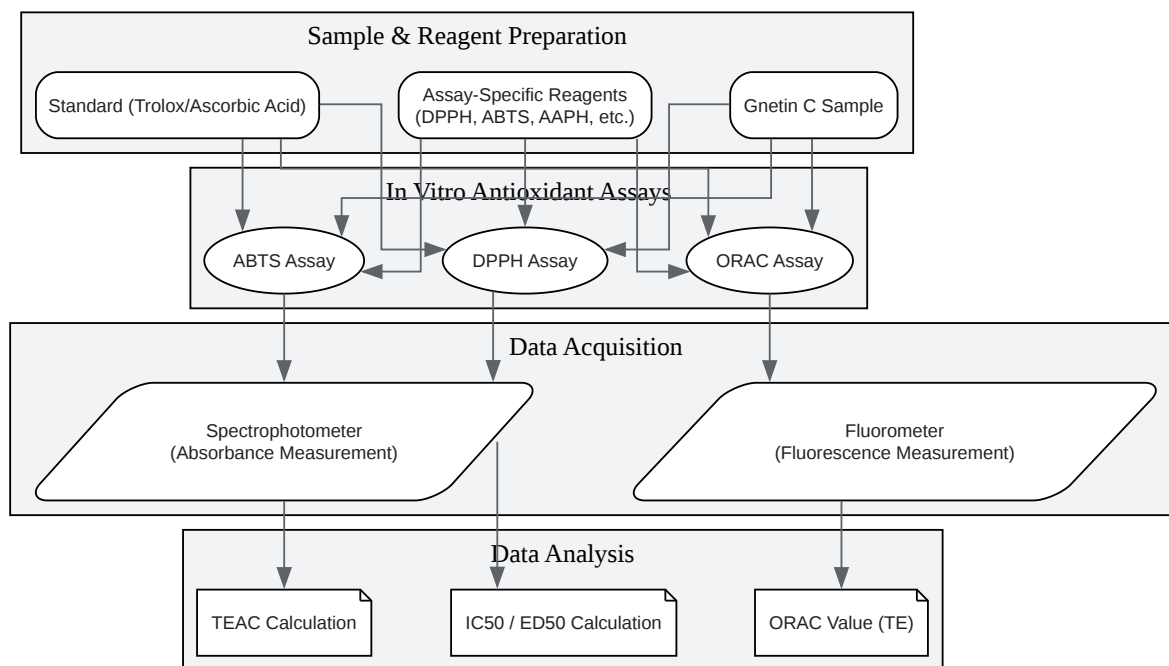 Sample & Reagent Preparation
Standard (Trolox/Ascorbic Acid)
Assay-Specific Reagents
(DPPH, ABTS, AAPH, etc.)
Gnetin C Sample
In Vitro Antioxidant Assays
ABTS Assay
DPPH Assay
ORAC Assay
Data Acquisition
Spectrophotometer
(Absorbance Measurement)
Fluorometer
(Fluorescence Measurement)
Data Analysis
TEAC Calculation
IC50 / ED50 Calculation
ORAC Value (TE)